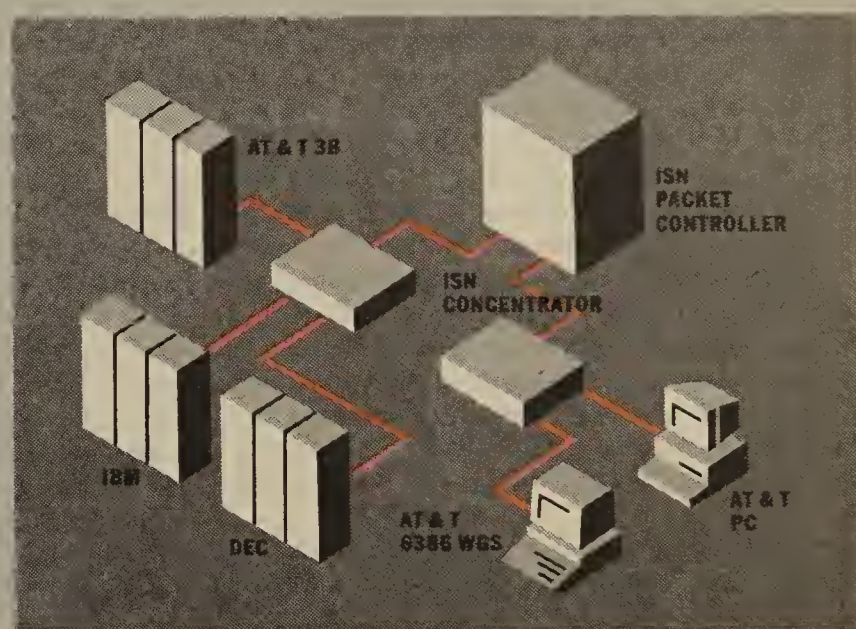 AT & T 3B
ISN
PACKET
CONTROLLER
ISN
CONCENTRATOR
IBM
DEC
AT & T
6386 WGS
AT & T
PC